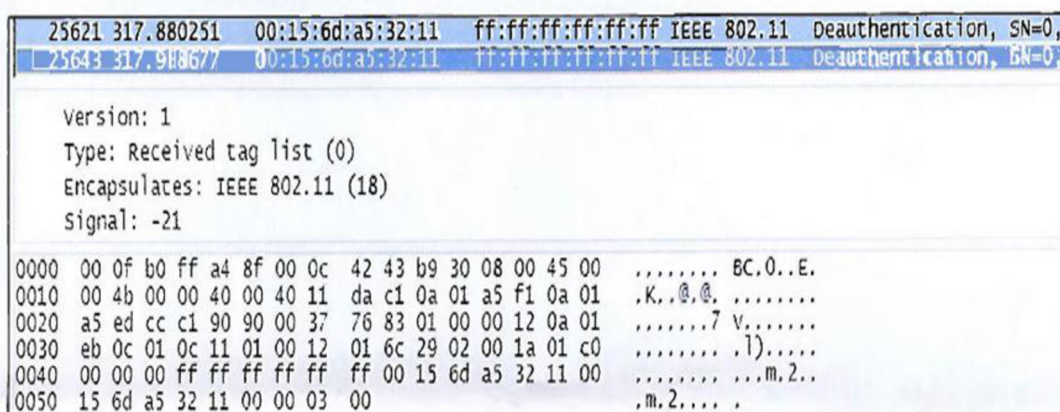 25621 317.880251 00:15:6d:a5:32:11 ff:ff:ff:ff:ff:ff IEEE 802.11 Deauthentication, SN=0,
25643 00:15:6d:a5:32:11 ff:ff:ff:ff:ff:ff IEEE 802.11 Deauthentication, SN=0,
Version: 1
Type: Received tag list (0)
Encapsulates: IEEE 802.11 (18)
Signal: -21
0000 00 0f b0 ff a4 8f 00 0c 42 43 b9 30 08 00 45 00 ........ BC.0..E.
0010 00 4b 00 00 40 00 40 11 da c1 0a 01 a5 f1 0a 01 .K..@.@. ........
0020 a5 ed cc c1 90 90 00 37 76 83 01 00 00 12 0a 01 .......7 v.......
0030 eb 0c 01 0c 11 01 00 12 01 6c 29 02 00 1a 01 c0 ........ .l).....
0040 00 00 00 ff ff ff ff ff ff 00 15 6d a5 32 11 00 ........ ...m.2..
0050 15 6d a5 32 11 00 00 03 00 .m.2.... .